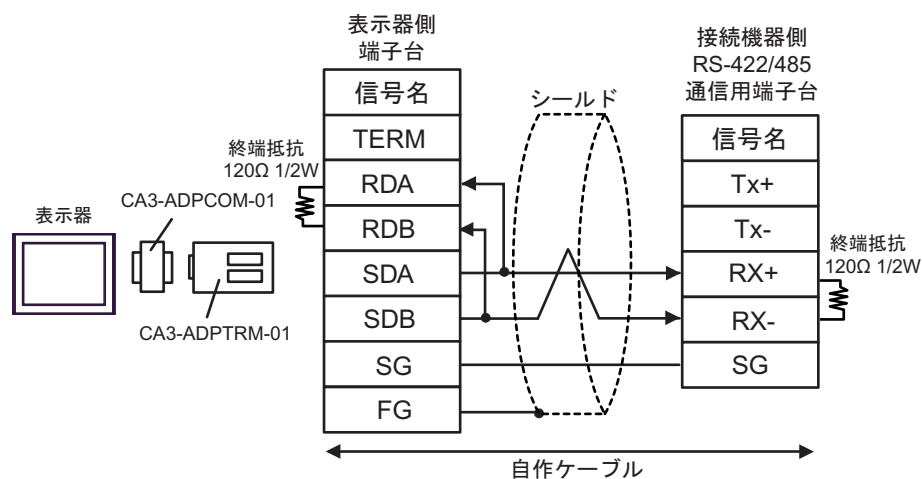 表示器
CA3-ADPCOM-01
CA3-ADPTRM-01
終端抵抗
120Ω 1/2W
表示器側
端子台
信号名
TERM
RDA
RDB
SDA
SDB
SG
FG
シールド
接続機器側
RS-422/485
通信用端子台
信号名
Tx+
Tx-
RX+
RX-
SG
終端抵抗
120Ω 1/2W
自作ケーブル